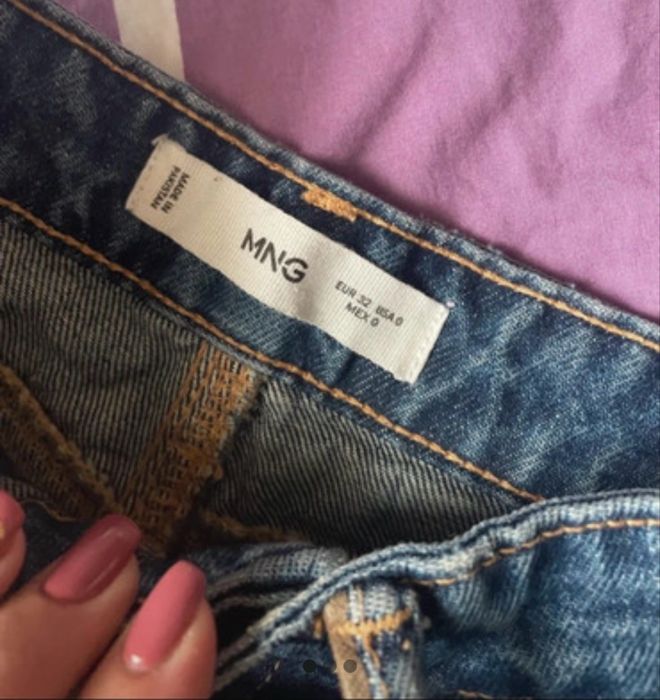 MADE IN
PAKISTAN
MNG
EUR 32 USA 0
MEX 0